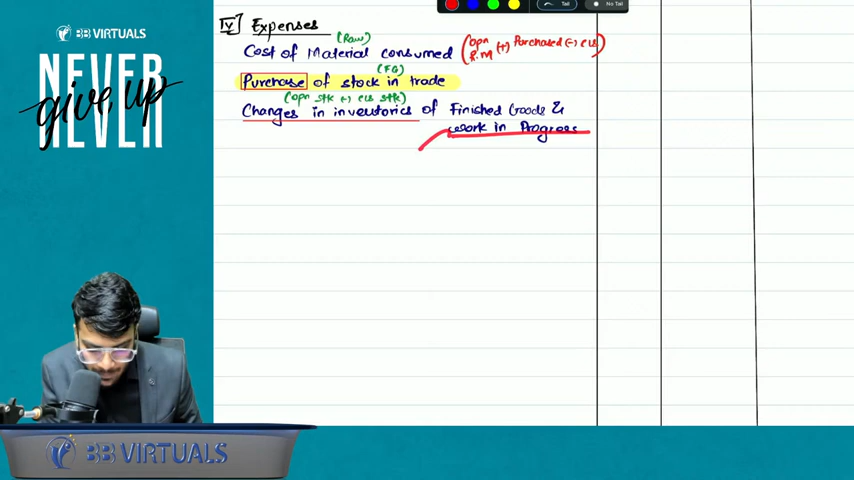 Tail
No Tail
BB VIRTUALS
NEVER
give up
NEVER
IV] Expenses
(Raw)
Cost of Material consumed (opn R.M (+) Purchased (-) cls)
(FG)
Purchase of stock in trade
(opn stk (-) cls stk)
Changes in inventories of Finished Goods &
work in Progress
BB VIRTUALS